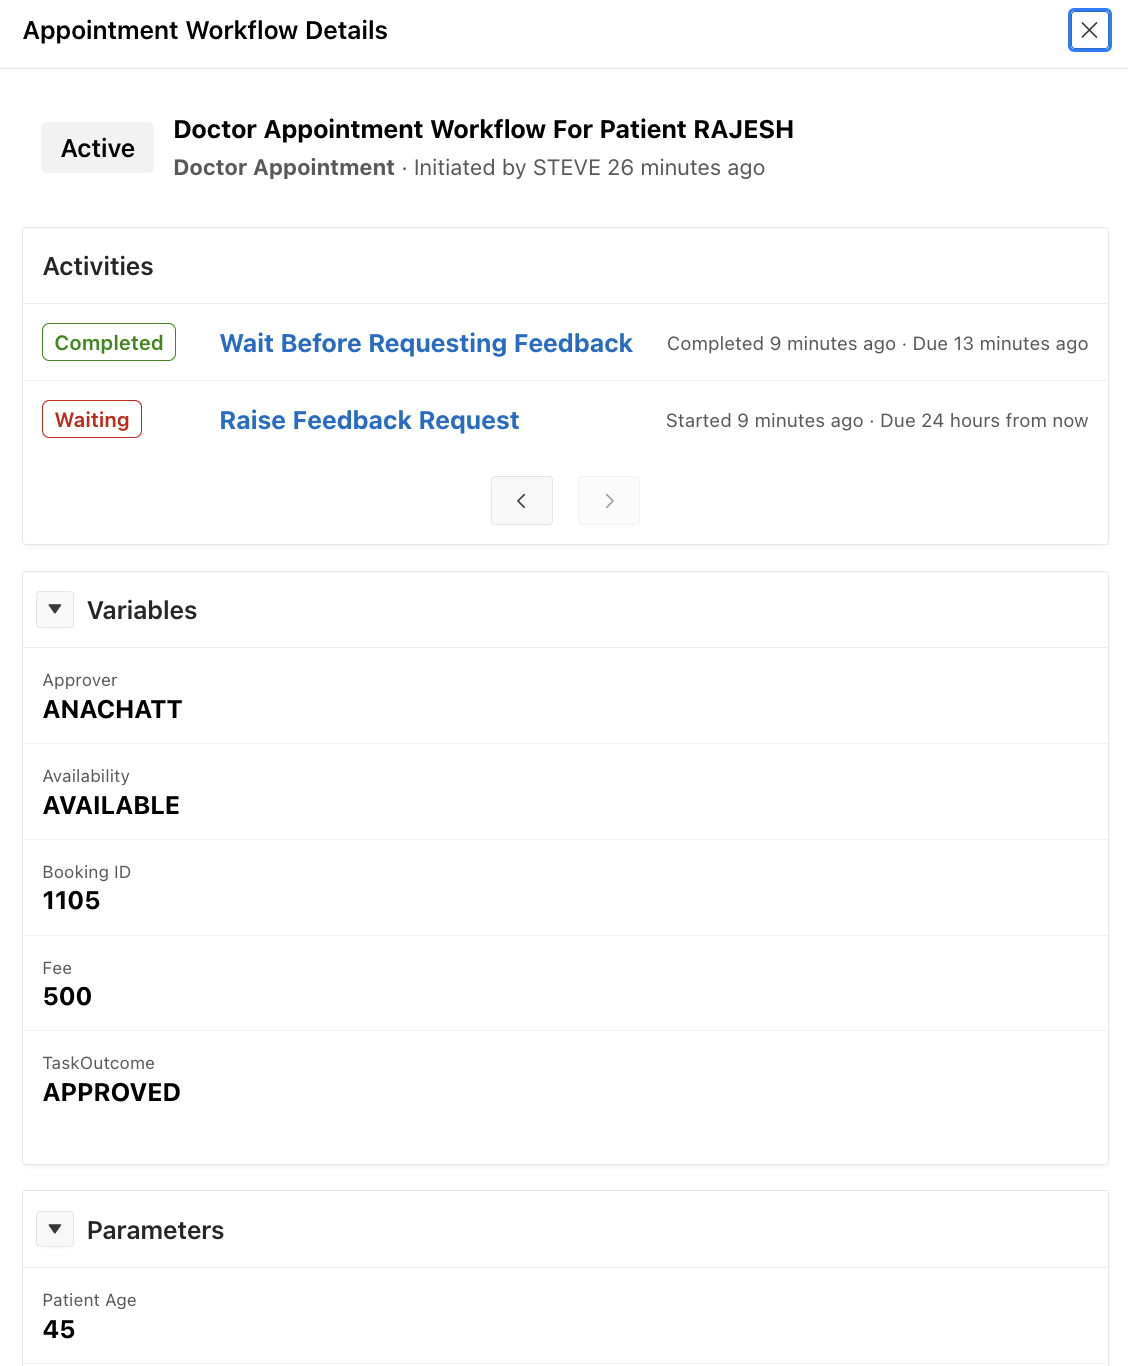 Appointment Workflow Details
Active
Doctor Appointment Workflow For Patient RAJESH
Doctor Appointment · Initiated by STEVE 26 minutes ago
Activities
Completed Wait Before Requesting Feedback Completed 9 minutes ago · Due 13 minutes ago
Waiting Raise Feedback Request Started 9 minutes ago · Due 24 hours from now
Variables
Approver
ANACHATT
Availability
AVAILABLE
Booking ID
1105
Fee
500
TaskOutcome
APPROVED
Parameters
Patient Age
45